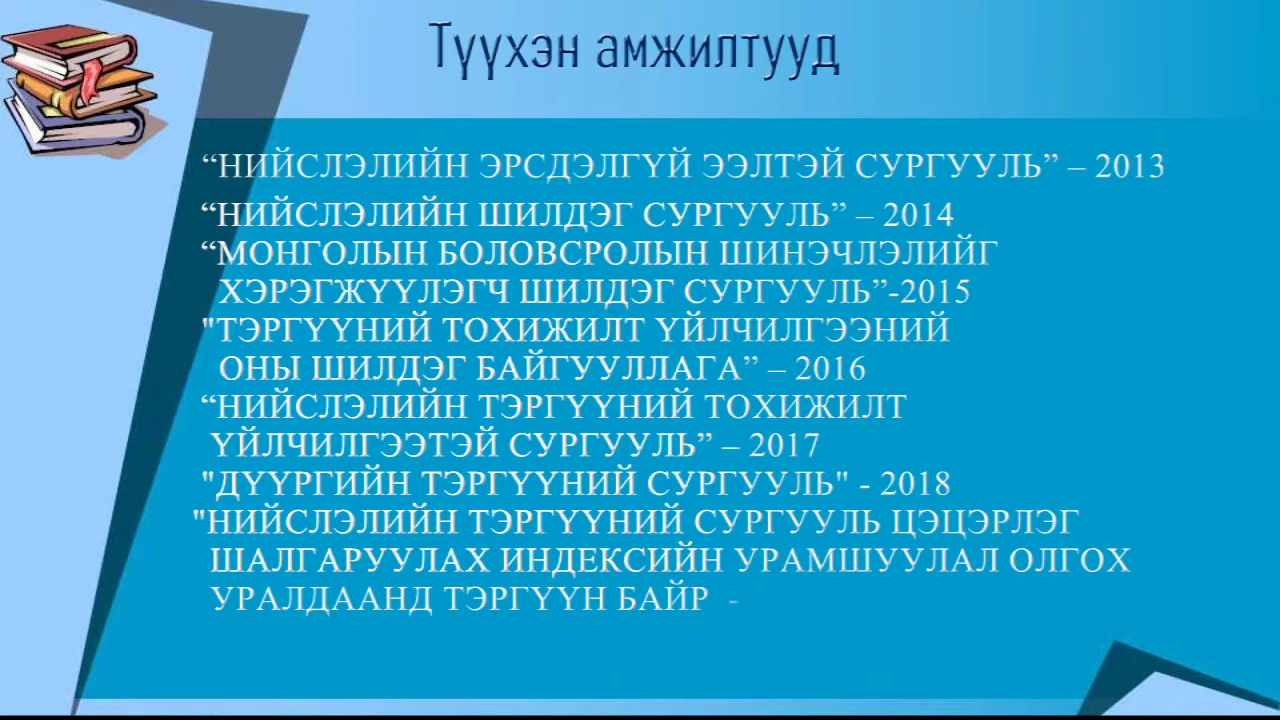 Түүхэн амжилтууд
“НИЙСЛЭЛИЙН ЭРСДЭЛГҮЙ ЭЭЛТЭЙ СУРГУУЛЬ” – 2013
“НИЙСЛЭЛИЙН ШИЛДЭГ СУРГУУЛЬ” – 2014
“МОНГОЛЫН БОЛОВСРОЛЫН ШИНЭЧЛЭЛИЙГ
ХЭРЭГЖҮҮЛЭГЧ ШИЛДЭГ СУРГУУЛЬ”-2015
"ТЭРГҮҮНИЙ ТОХИЖИЛТ ҮЙЛЧИЛГЭЭНИЙ
ОНЫ ШИЛДЭГ БАЙГУУЛЛАГА” – 2016
“НИЙСЛЭЛИЙН ТЭРГҮҮНИЙ ТОХИЖИЛТ
ҮЙЛЧИЛГЭЭТЭЙ СУРГУУЛЬ” – 2017
"ДҮҮРГИЙН ТЭРГҮҮНИЙ СУРГУУЛЬ" - 2018
"НИЙСЛЭЛИЙН ТЭРГҮҮНИЙ СУРГУУЛЬ ЦЭЦЭРЛЭГ
ШАЛГАРУУЛАХ ИНДЕКСИЙН УРАМШУУЛАЛ ОЛГОХ
УРАЛДААНД ТЭРГҮҮН БАЙР -